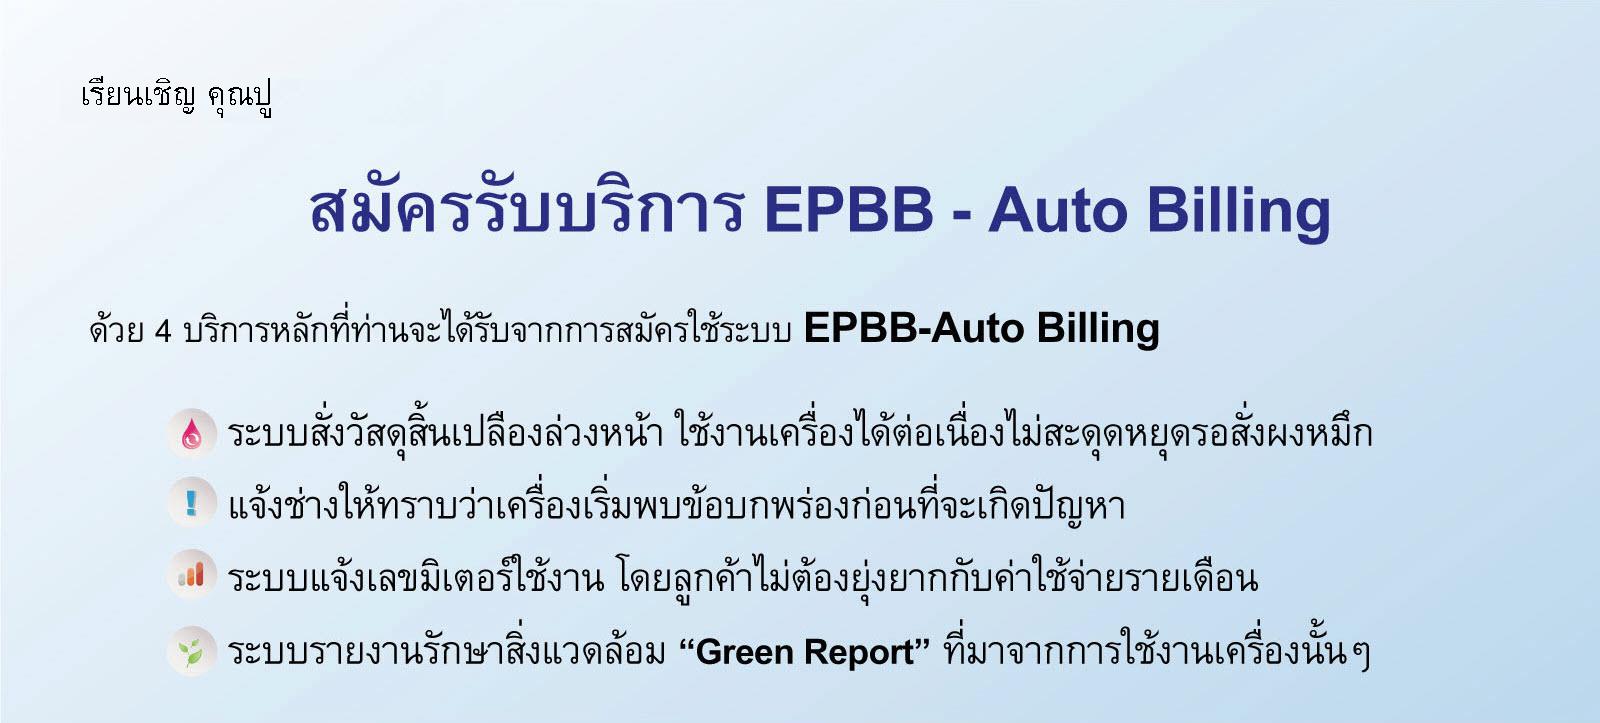 เรียนเชิญ คุณปู
สมัครรับบริการ EPBB - Auto Billing
ด้วย 4 บริการหลักที่ท่านจะได้รับจากการสมัครใช้ระบบ EPBB-Auto Billing
ระบบสั่งวัสดุสิ้นเปลืองล่วงหน้า ใช้งานเครื่องได้ต่อเนื่องไม่สะดุดหยุดรอสั่งผงหมึก
แจ้งช่างให้ทราบว่าเครื่องเริ่มพบข้อบกพร่องก่อนที่จะเกิดปัญหา
ระบบแจ้งเลขมิเตอร์ใช้งาน โดยลูกค้าไม่ต้องยุ่งยากกับค่าใช้จ่ายรายเดือน
ระบบรายงานรักษาสิ่งแวดล้อม “Green Report” ที่มาจากการใช้งานเครื่องนั้นๆ